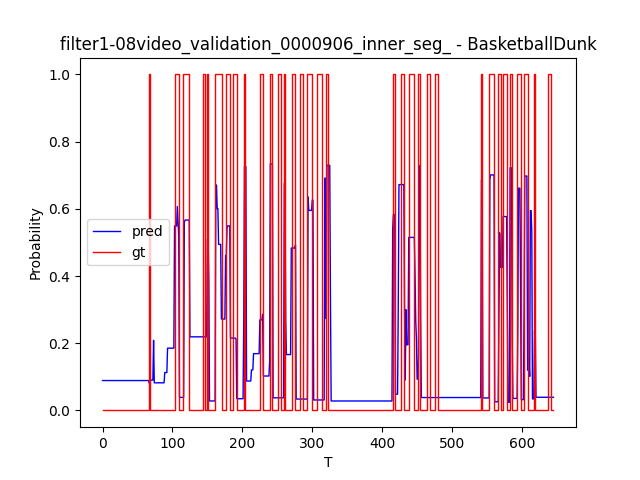 filter1-08video_validation_0000906_inner_seg_ - BasketballDunk
1.0
0.8
0.6
0.4
0.2
0.0
Probability
pred
gt
0 100 200 300 400 500 600
T